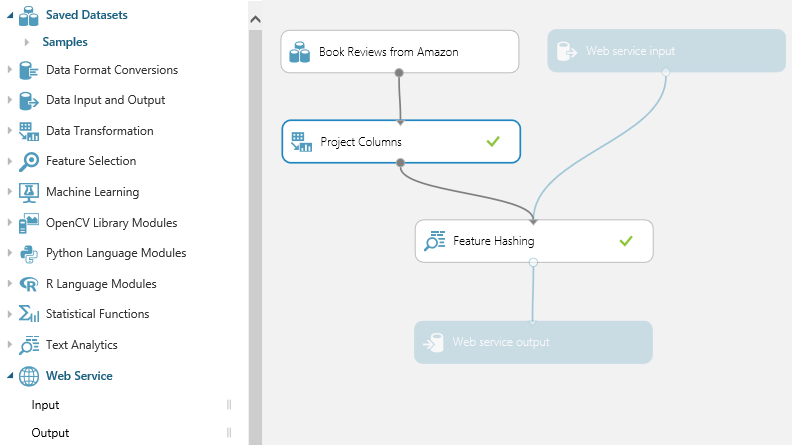 Saved Datasets
Samples
Data Format Conversions
Data Input and Output
Data Transformation
Feature Selection
Machine Learning
OpenCV Library Modules
Python Language Modules
R Language Modules
Statistical Functions
Text Analytics
Web Service
Input
Output
Book Reviews from Amazon
Web service input
Project Columns
Feature Hashing
Web service output